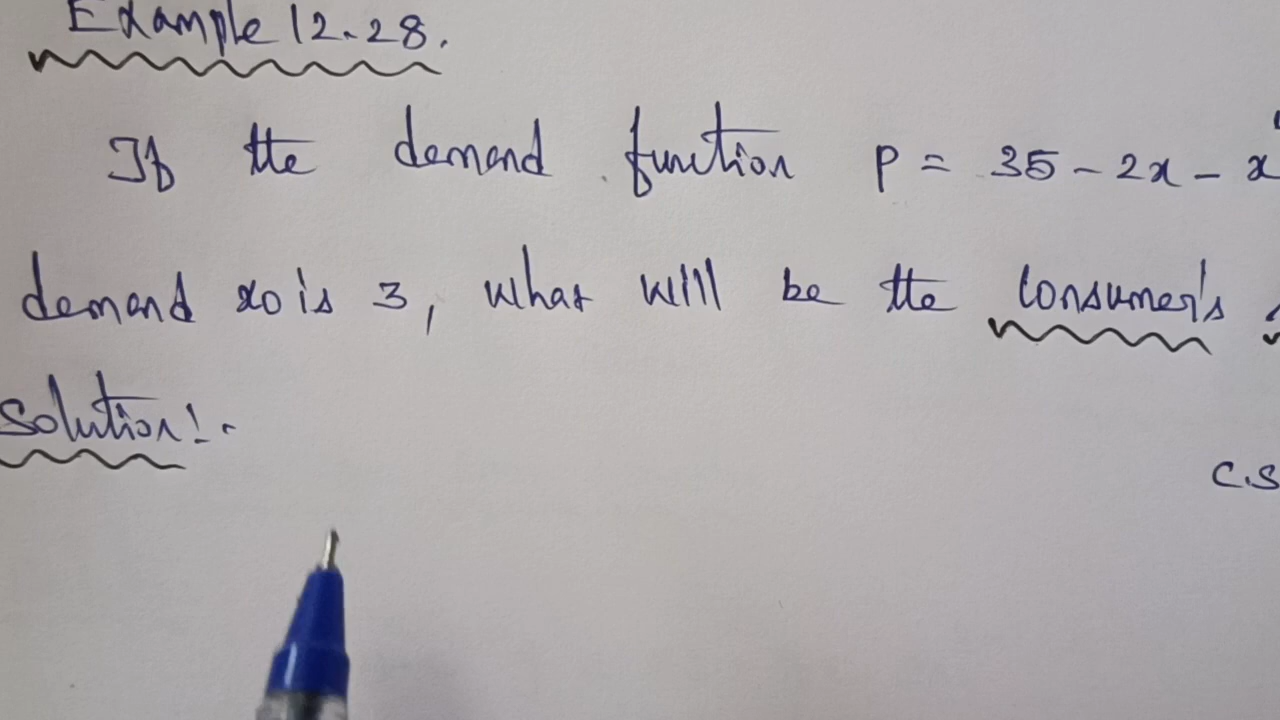 Example 12.28.
If the demand function P = 35 - 2x - x
demand x0 is 3, what will be the Consumer's
Solution:-
C.S